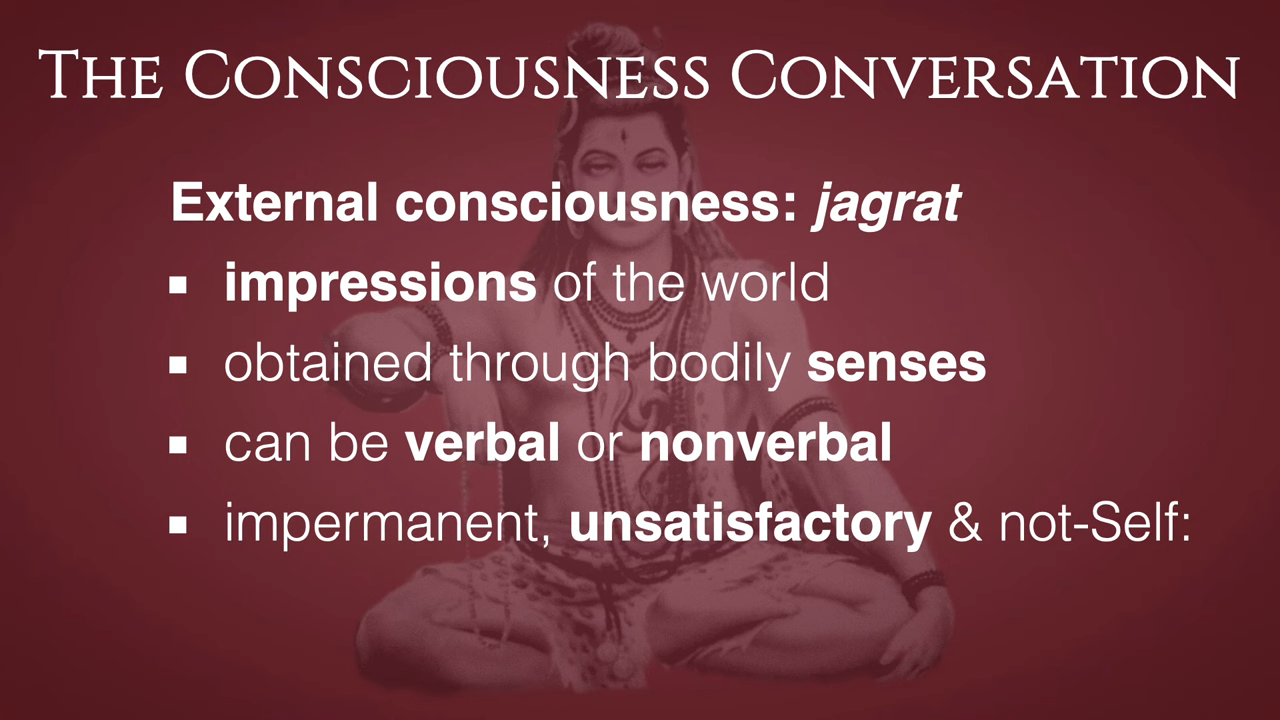 The Consciousness Conversation
External consciousness: jagrat
▪ impressions of the world
▪ obtained through bodily senses
▪ can be verbal or nonverbal
▪ impermanent, unsatisfactory & not-Self: